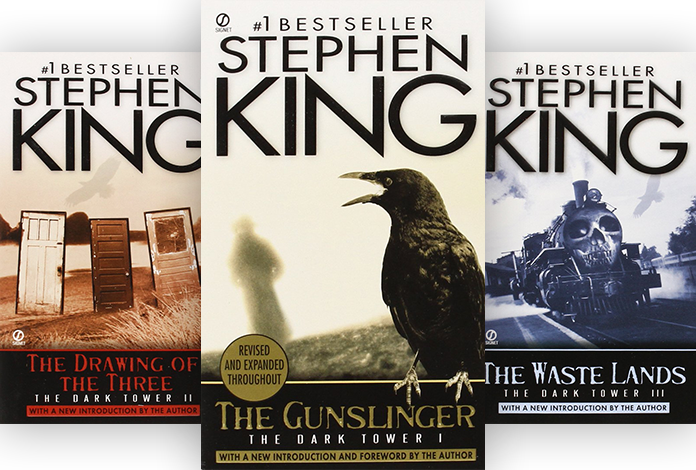 #1 BESTSELLER
STEPHEN
KING
SIGNET
THE DRAWING OF
THE THREE
THE DARK TOWER II
WITH A NEW INTRODUCTION BY THE AUTHOR
SIGNET
#1 BESTSELLER
STEPHEN
KING
REVISED
AND EXPANDED
THROUGHOUT
THE GUNSLINGER
THE DARK TOWER I
WITH A NEW INTRODUCTION AND FOREWORD BY THE AUTHOR
#1 BESTSELLER
STEPHEN
KING
SIGNET
THE WASTE LANDS
THE DARK TOWER III
WITH A NEW INTRODUCTION BY THE AUTHOR